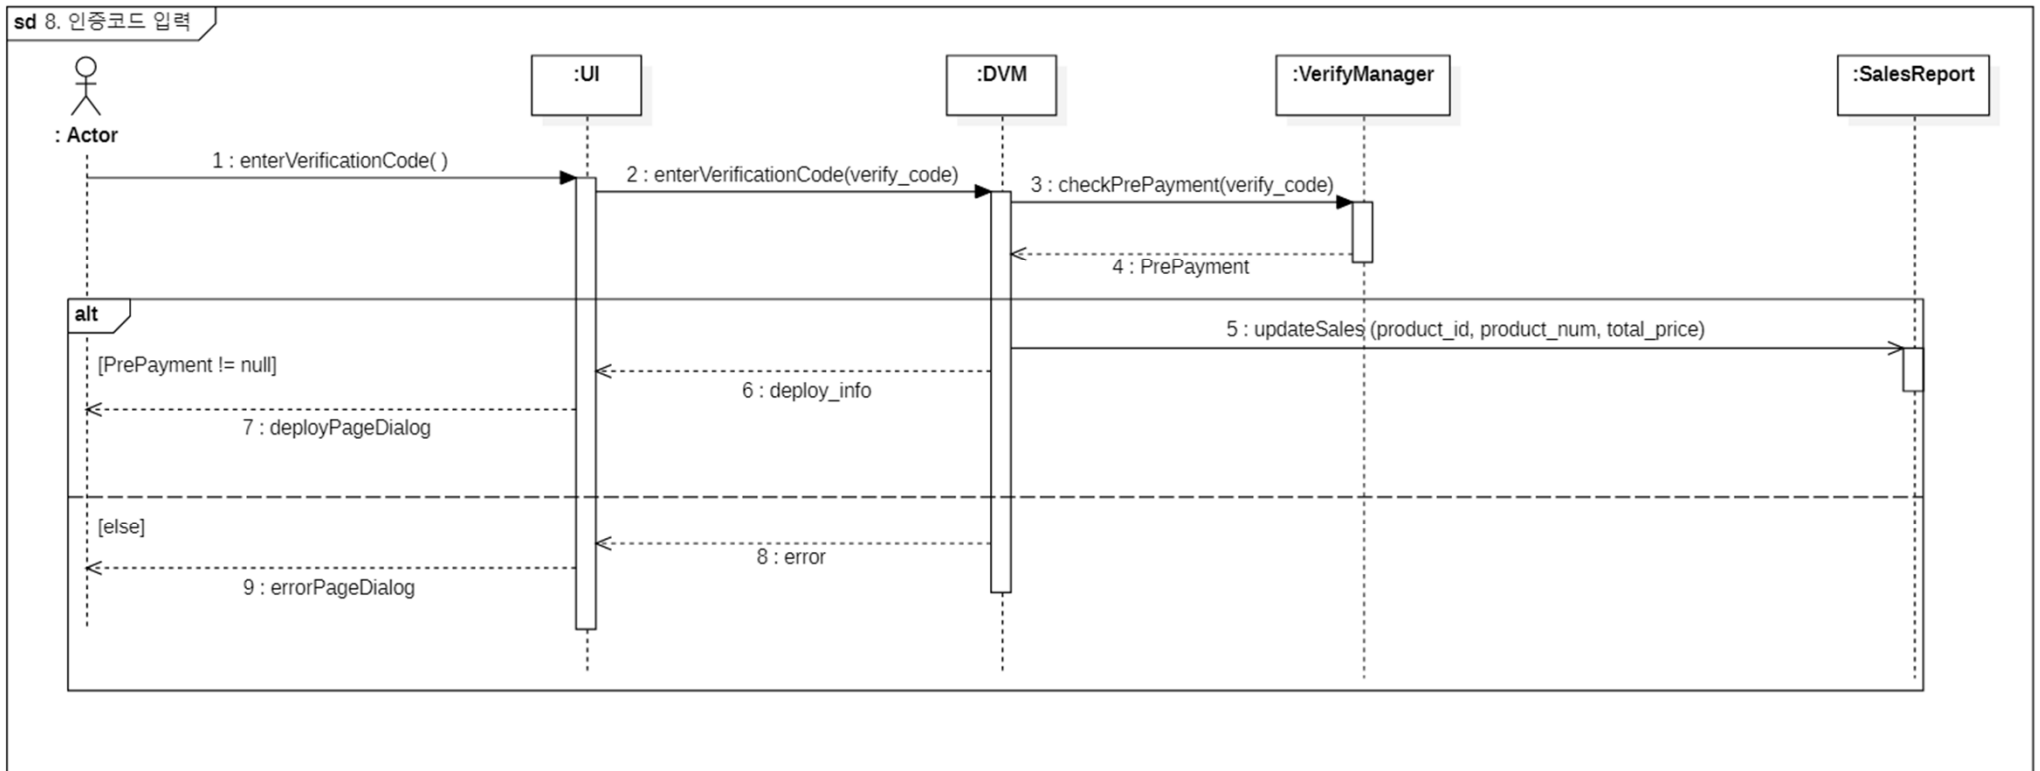 sd 8. 인증코드 입력
: Actor
:UI
:DVM
:VerifyManager
:SalesReport
1 : enterVerificationCode( )
2 : enterVerificationCode(verify_code)
3 : checkPrePayment(verify_code)
4 : PrePayment
alt
5 : updateSales (product_id, product_num, total_price)
[PrePayment != null]
6 : deploy_info
7 : deployPageDialog
[else]
8 : error
9 : errorPageDialog